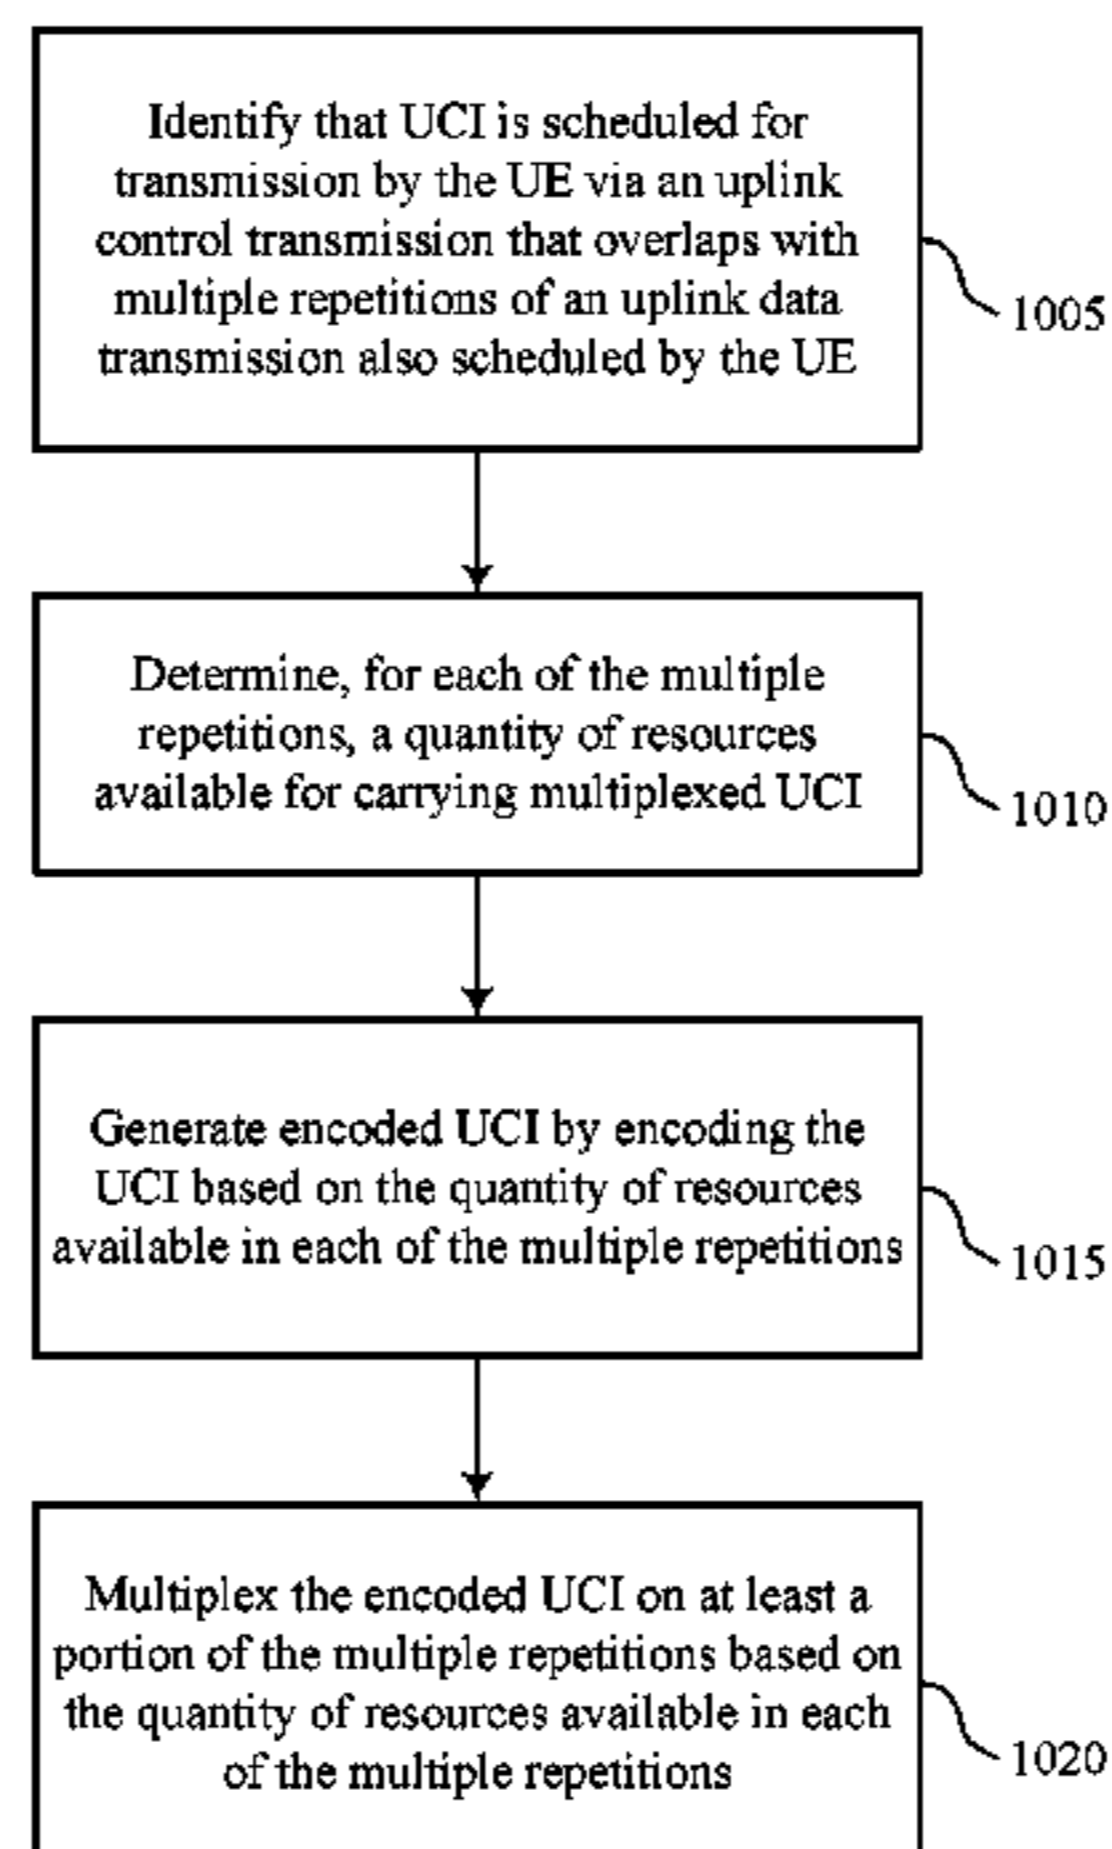 Identify that UCI is scheduled for
transmission by the UE via an uplink
control transmission that overlaps with
multiple repetitions of an uplink data
transmission also scheduled by the UE
1005
Determine, for each of the multiple
repetitions, a quantity of resources
available for carrying multiplexed UCI
1010
Generate encoded UCI by encoding the
UCI based on the quantity of resources
available in each of the multiple repetitions
1015
Multiplex the encoded UCI on at least a
portion of the multiple repetitions based on
the quantity of resources available in each
of the multiple repetitions
1020